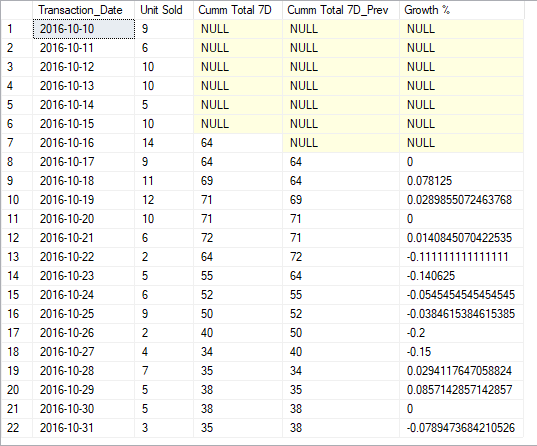 Transaction_Date Unit Sold Cumm Total 7D Cumm Total 7D_Prev Growth %
1 2016-10-10 9 NULL NULL NULL
2 2016-10-11 6 NULL NULL NULL
3 2016-10-12 10 NULL NULL NULL
4 2016-10-13 10 NULL NULL NULL
5 2016-10-14 5 NULL NULL NULL
6 2016-10-15 10 NULL NULL NULL
7 2016-10-16 14 64 NULL NULL
8 2016-10-17 9 64 64 0
9 2016-10-18 11 69 64 0.078125
10 2016-10-19 12 71 69 0.0289855072463768
11 2016-10-20 10 71 71 0
12 2016-10-21 6 72 71 0.0140845070422535
13 2016-10-22 2 64 72 -0.111111111111111
14 2016-10-23 5 55 64 -0.140625
15 2016-10-24 6 52 55 -0.0545454545454545
16 2016-10-25 9 50 52 -0.0384615384615385
17 2016-10-26 2 40 50 -0.2
18 2016-10-27 4 34 40 -0.15
19 2016-10-28 7 35 34 0.0294117647058824
20 2016-10-29 5 38 35 0.0857142857142857
21 2016-10-30 5 38 38 0
22 2016-10-31 3 35 38 -0.0789473684210526